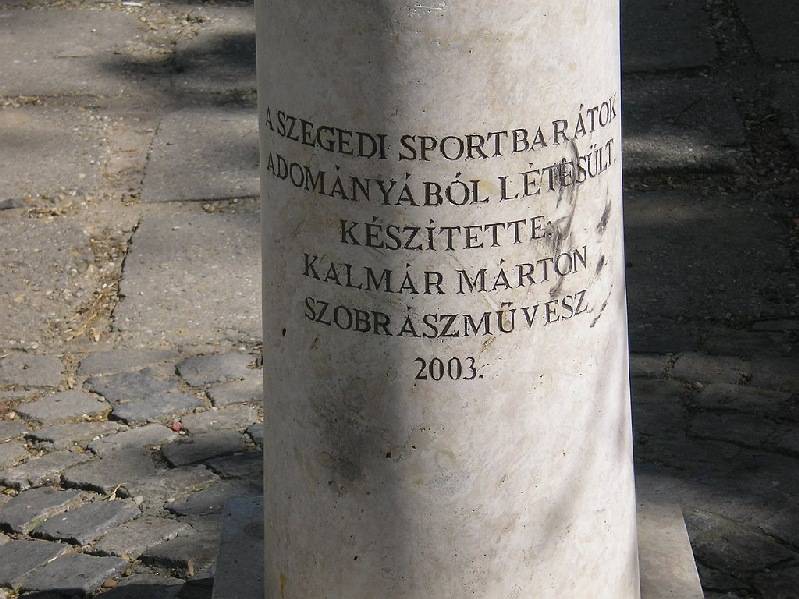 A SZEGEDI SPORTBARÁTOK
ADOMÁNYÁBÓL LÉTESÜLT.
KÉSZÍTETTE:
KALMÁR MÁRTON
SZOBRÁSZMŰVÉSZ
2003.